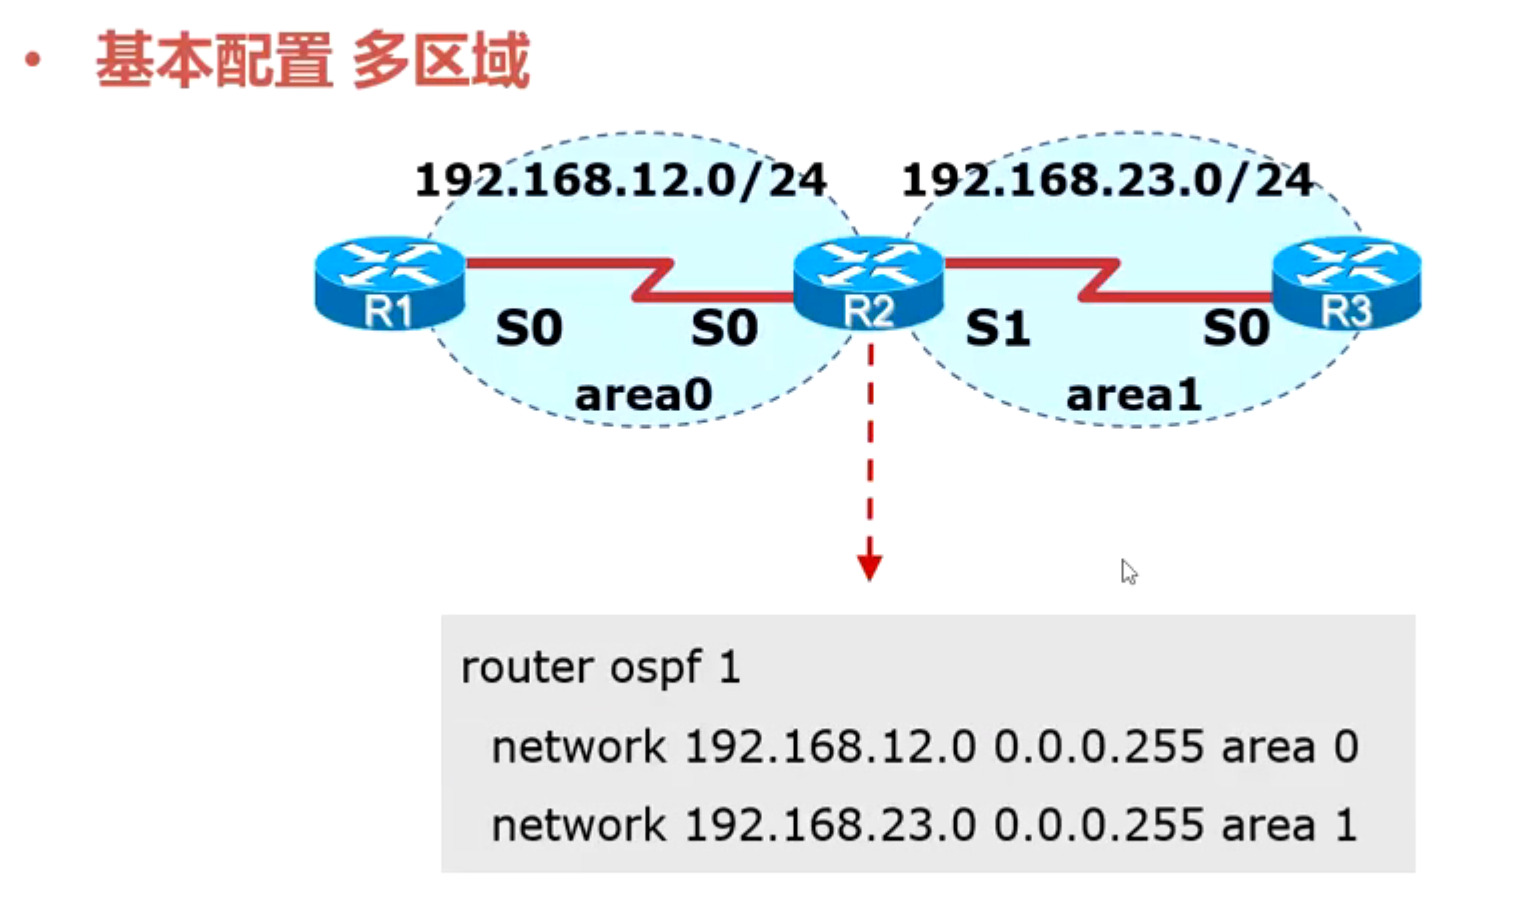 基本配置 多区域
192.168.12.0/24 192.168.23.0/24
R1 R2 R3
S0 S0 S1 S0
area0 area1
router ospf 1
network 192.168.12.0 0.0.0.255 area 0
network 192.168.23.0 0.0.0.255 area 1